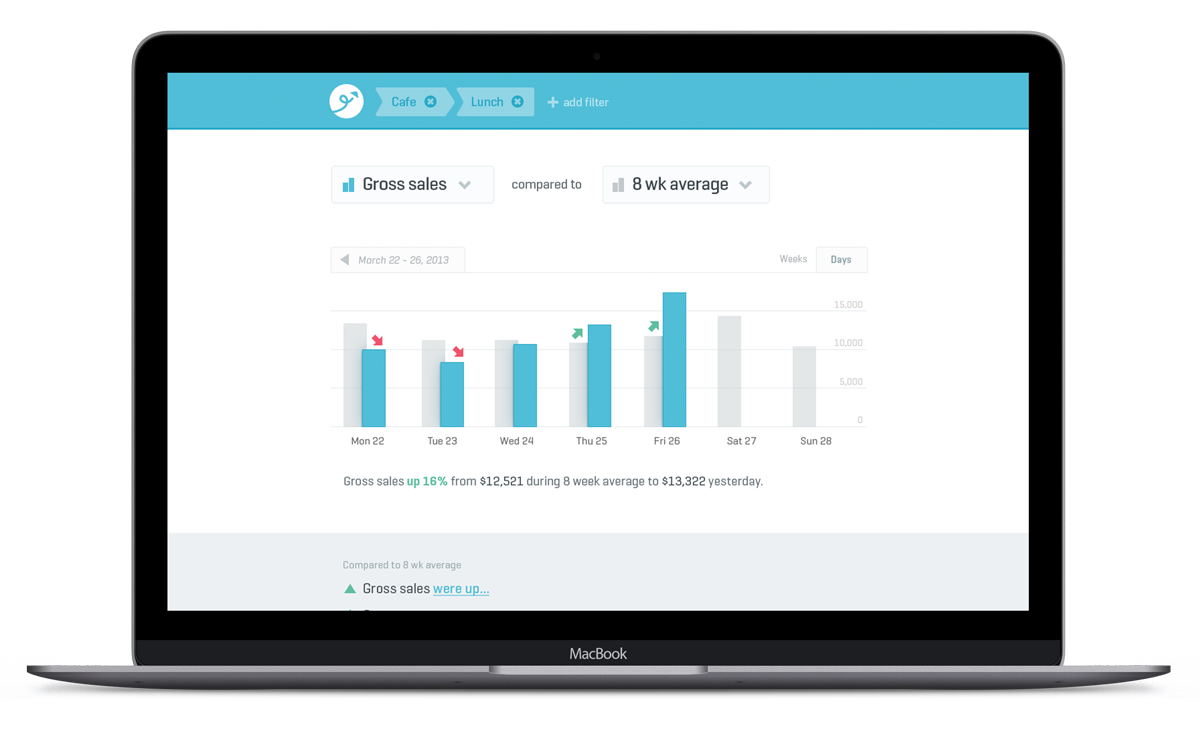 Cafe Lunch add filter
Gross sales compared to 8 wk average
March 22 - 26, 2013 Weeks Days
15,000
10,000
5,000
0
Mon 22 Tue 23 Wed 24 Thu 25 Fri 26 Sat 27 Sun 28
Gross sales up 16% from $12,521 during 8 week average to $13,322 yesterday.
Compared to 8 wk average
Gross sales were up...
MacBook